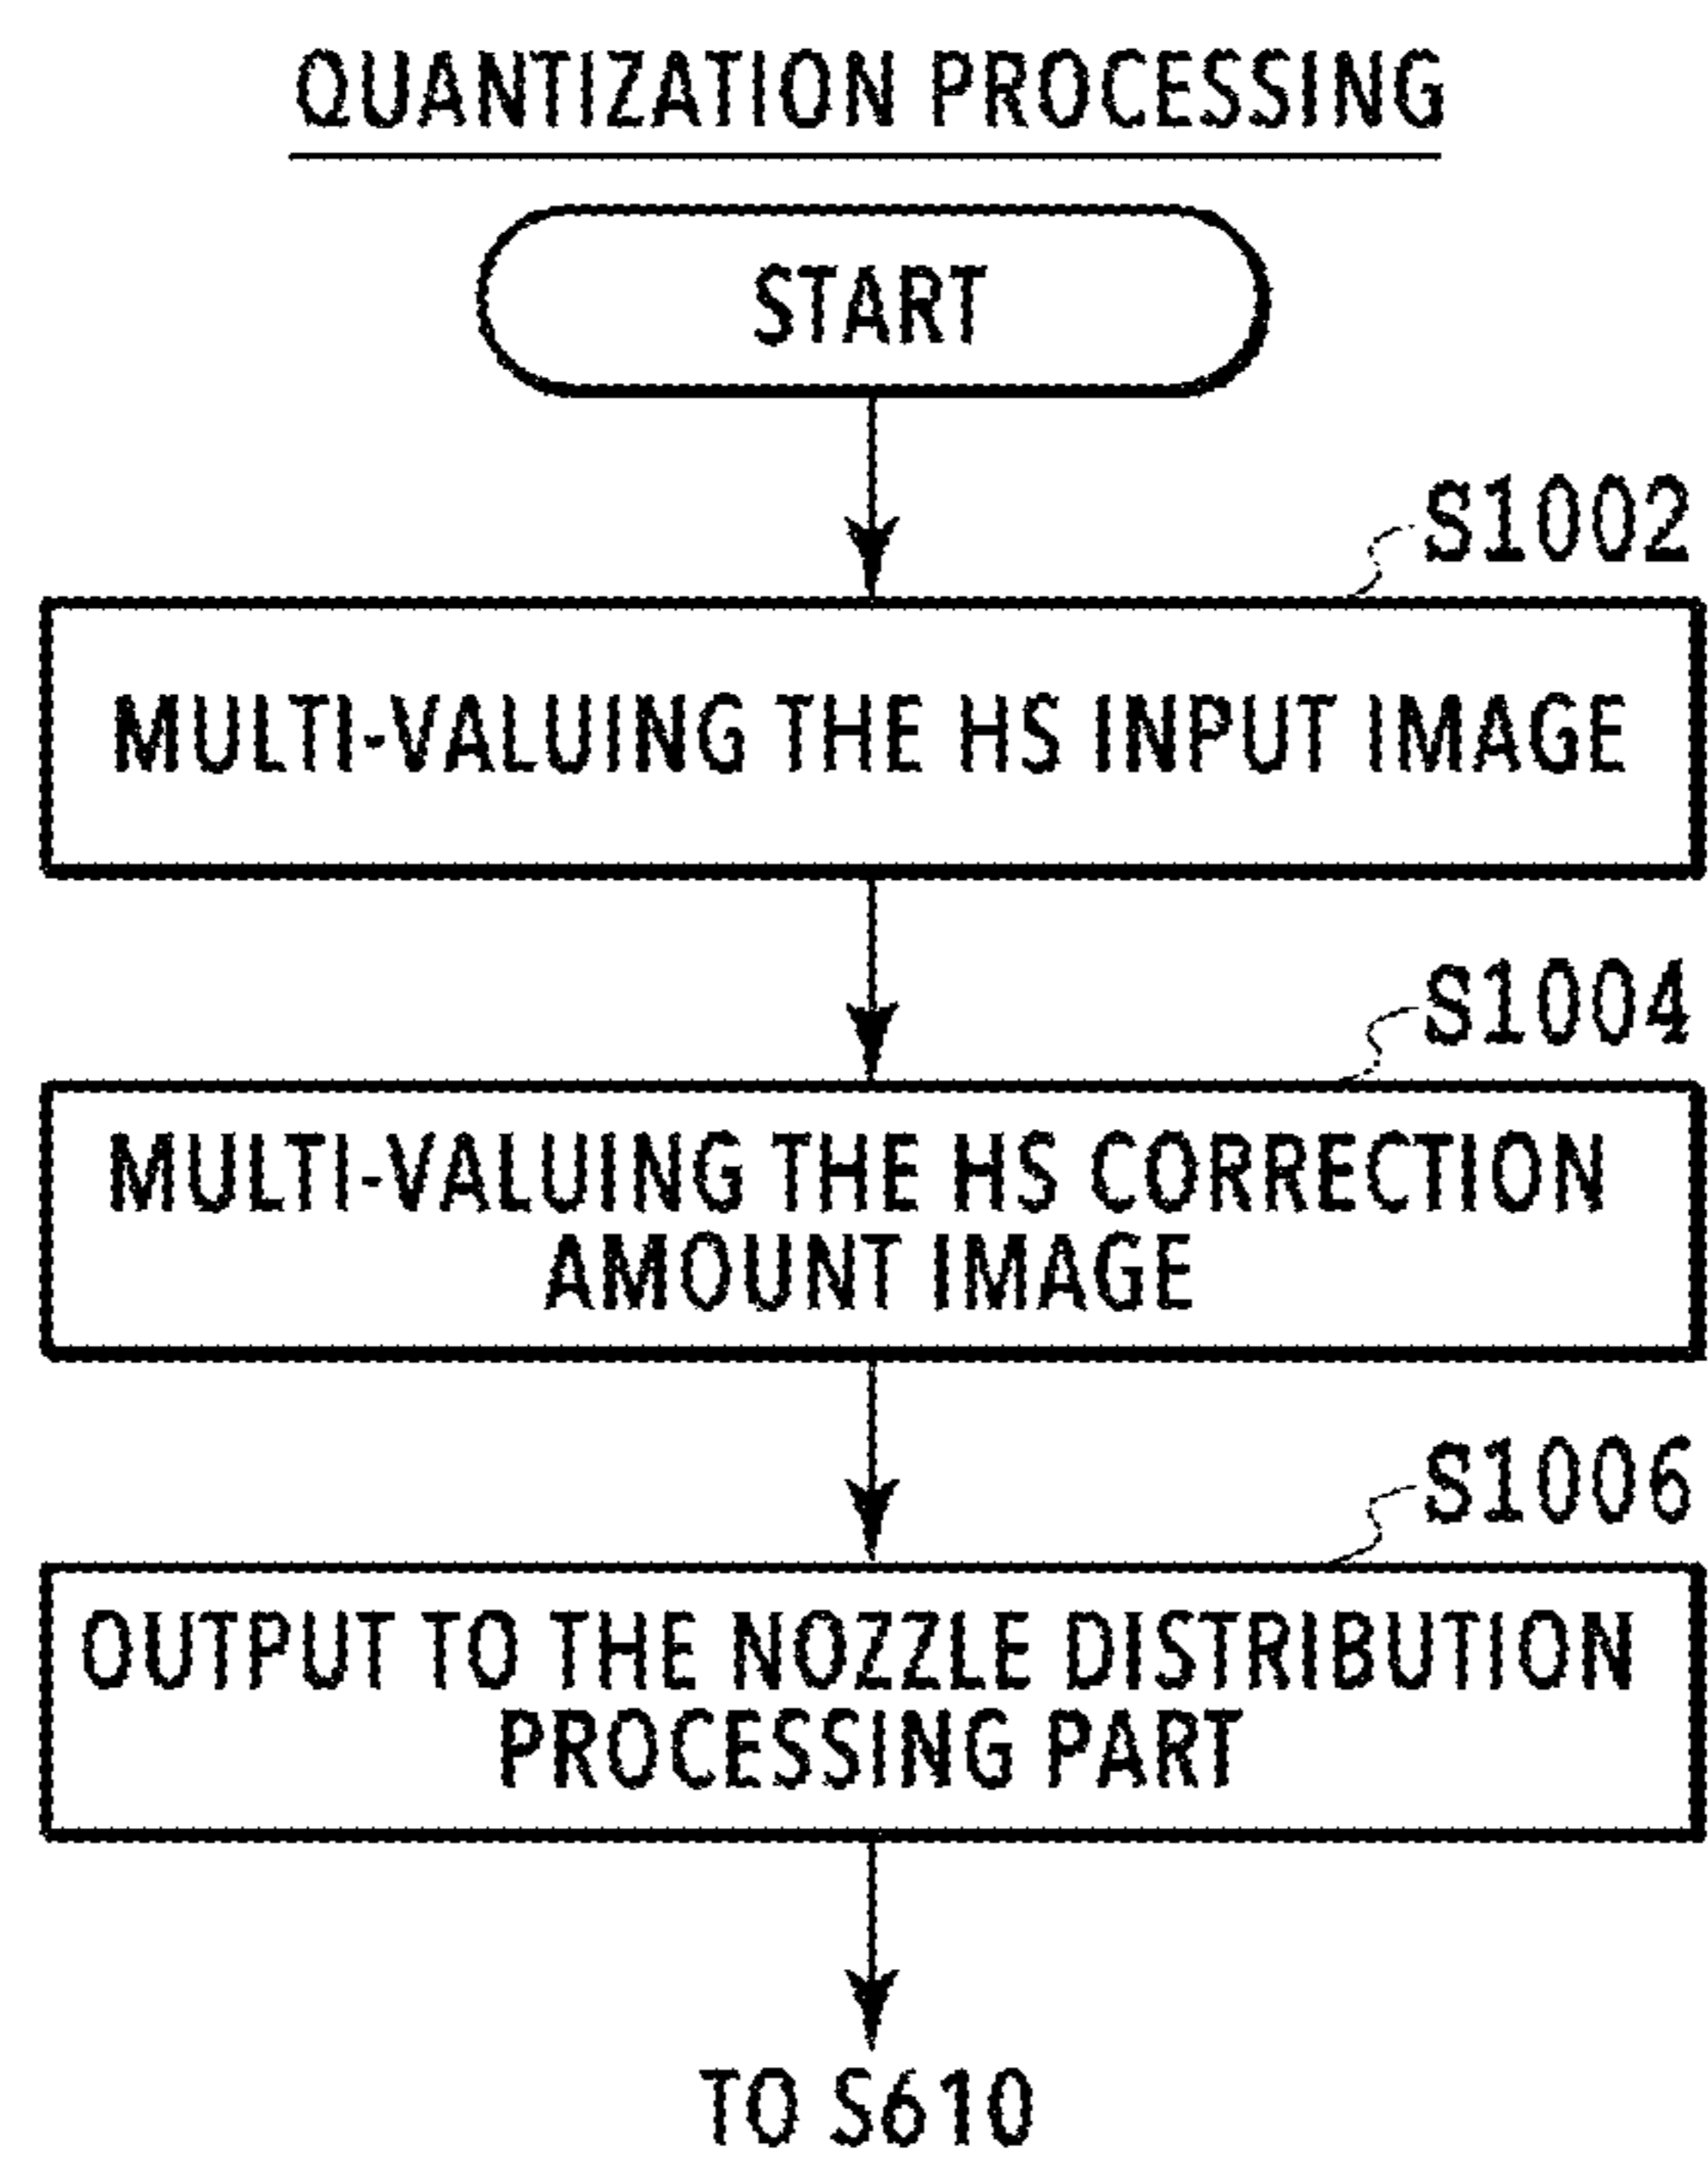 QUANTIZATION PROCESSING
START
S1002
MULTI-VALUING THE HS INPUT IMAGE
S1004
MULTI-VALUING THE HS CORRECTION
AMOUNT IMAGE
S1006
OUTPUT TO THE NOZZLE DISTRIBUTION
PROCESSING PART
TO S610